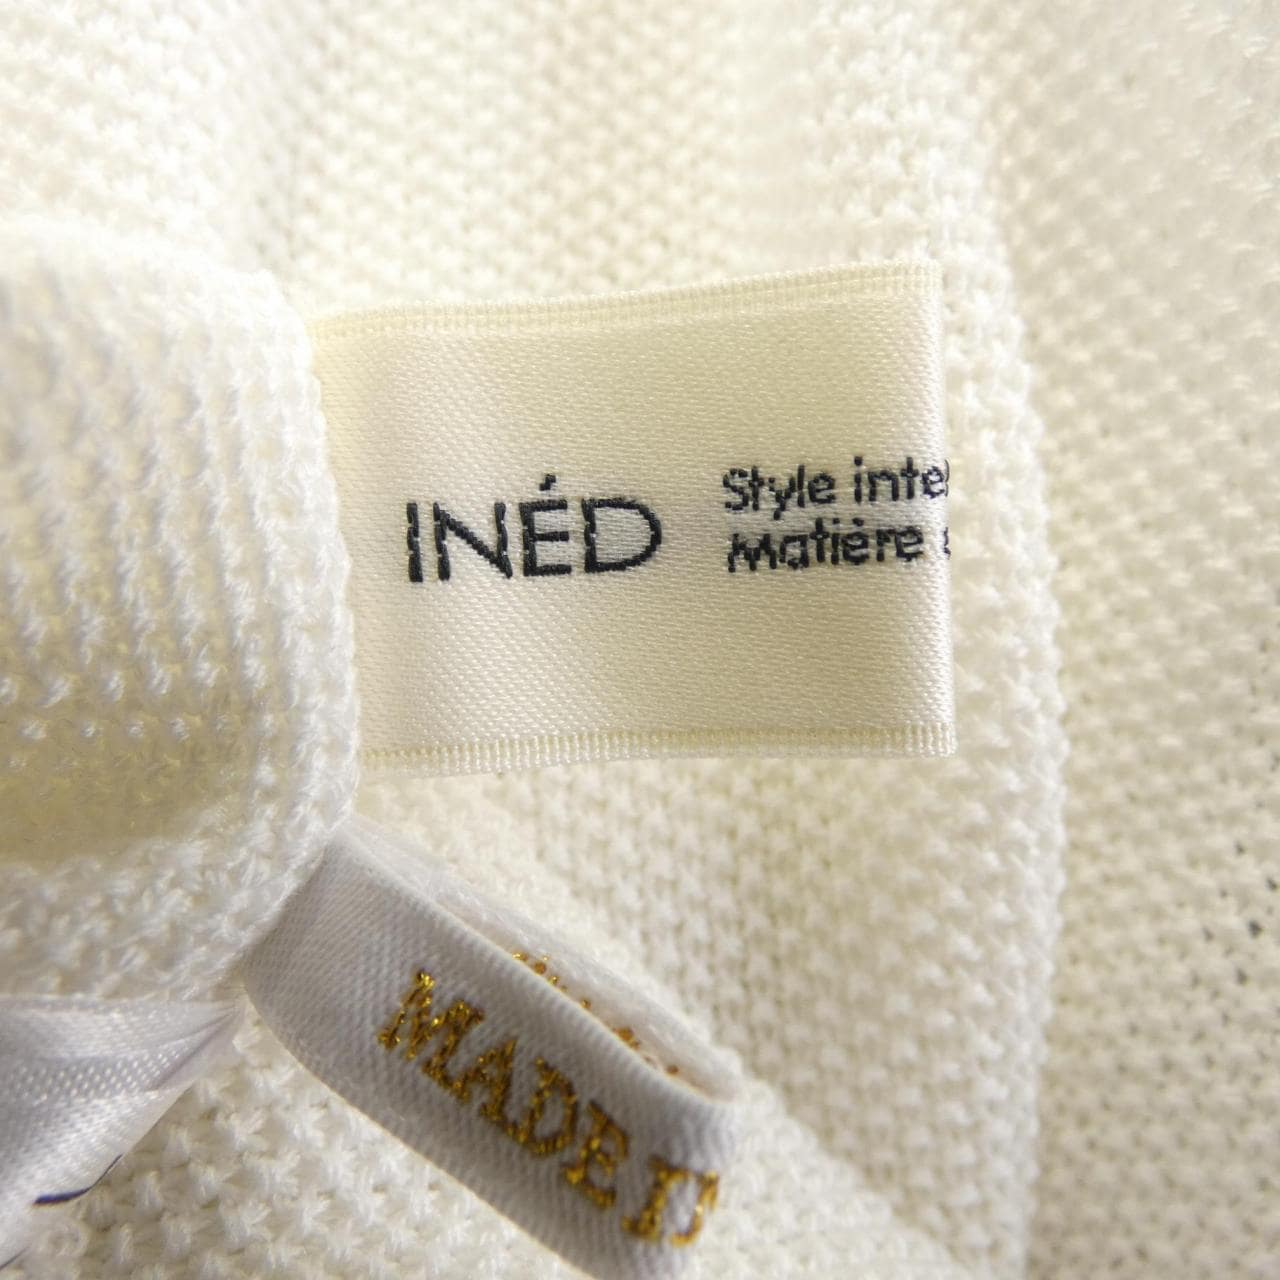 INÉD
Style inte
Matière
MADE I